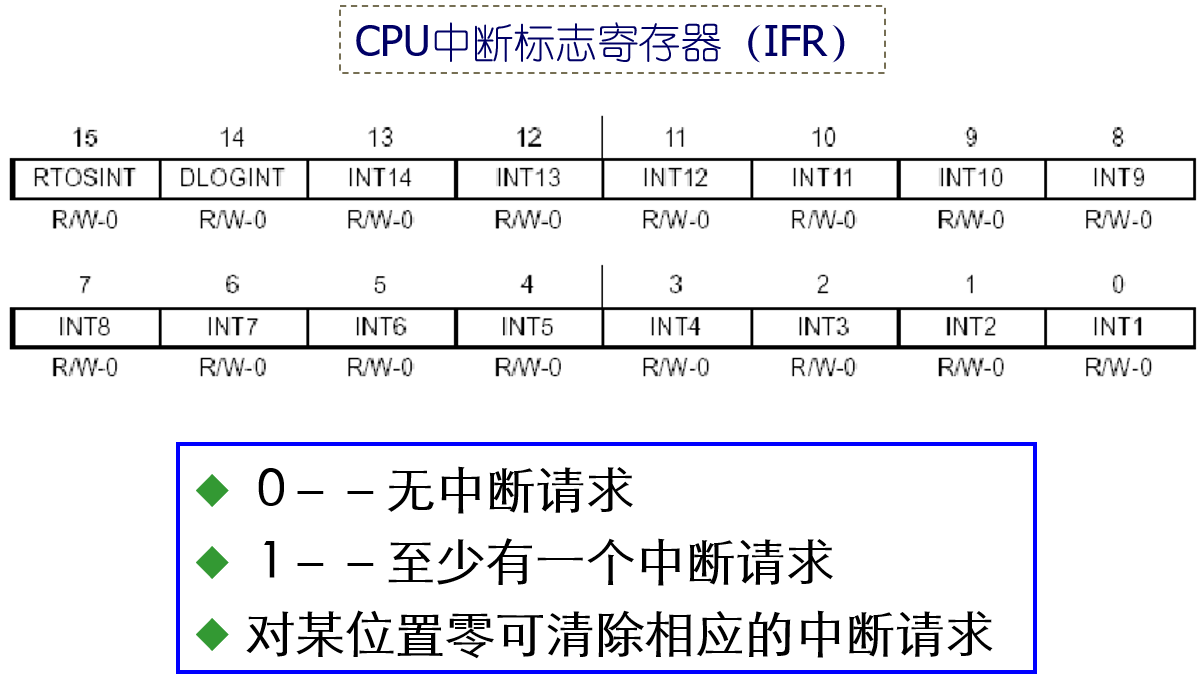 CPU中断标志寄存器（IFR）
15 14 13 12 11 10 9 8
RTOSINT DLOGINT INT14 INT13 INT12 INT11 INT10 INT9
R/W-0 R/W-0 R/W-0 R/W-0 R/W-0 R/W-0 R/W-0 R/W-0
7 6 5 4 3 2 1 0
INT8 INT7 INT6 INT5 INT4 INT3 INT2 INT1
R/W-0 R/W-0 R/W-0 R/W-0 R/W-0 R/W-0 R/W-0 R/W-0
◆ 0－－无中断请求
◆ 1－－至少有一个中断请求
◆ 对某位置零可清除相应的中断请求